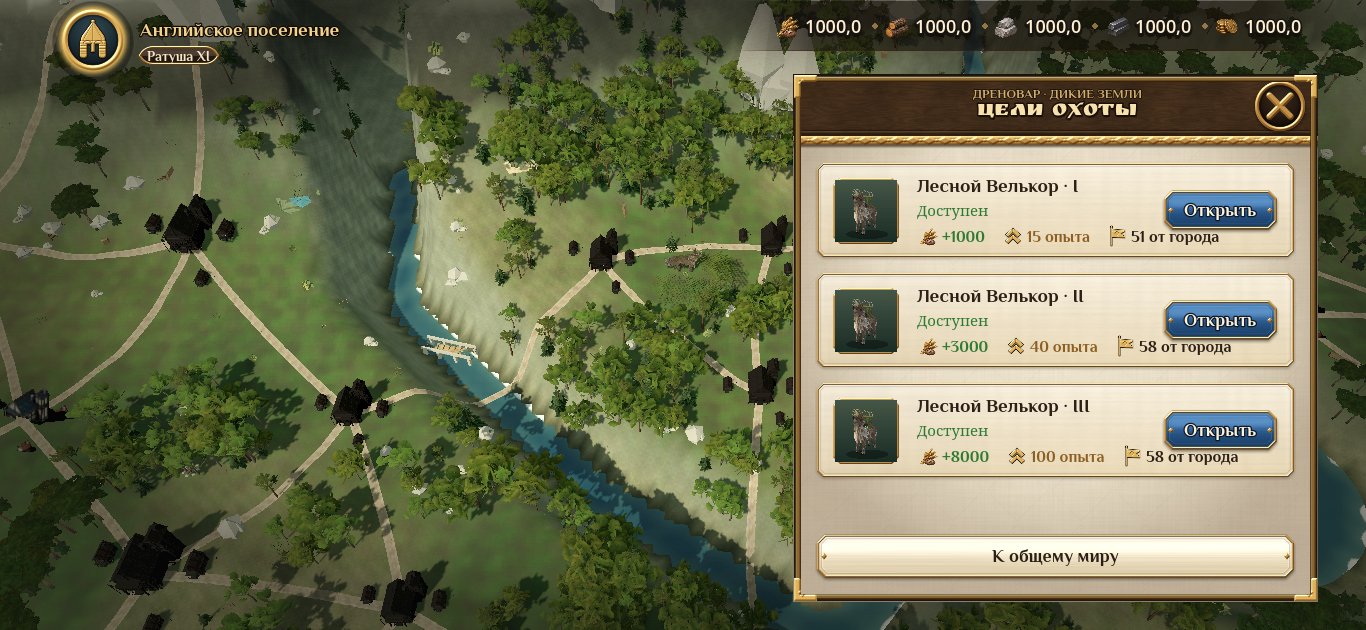 Английское поселение
Ратуша XI
1000,0 1000,0 1000,0 1000,0 1000,0
ДРЕНОВАР · ДИКИЕ ЗЕМЛИ
ЦЕЛИ ОХОТЫ
Лесной Велькор · I
Доступен
Открыть
+1000 15 опыта 51 от города
Лесной Велькор · II
Доступен
Открыть
+3000 40 опыта 58 от города
Лесной Велькор · III
Доступен
Открыть
+8000 100 опыта 58 от города
К общему миру